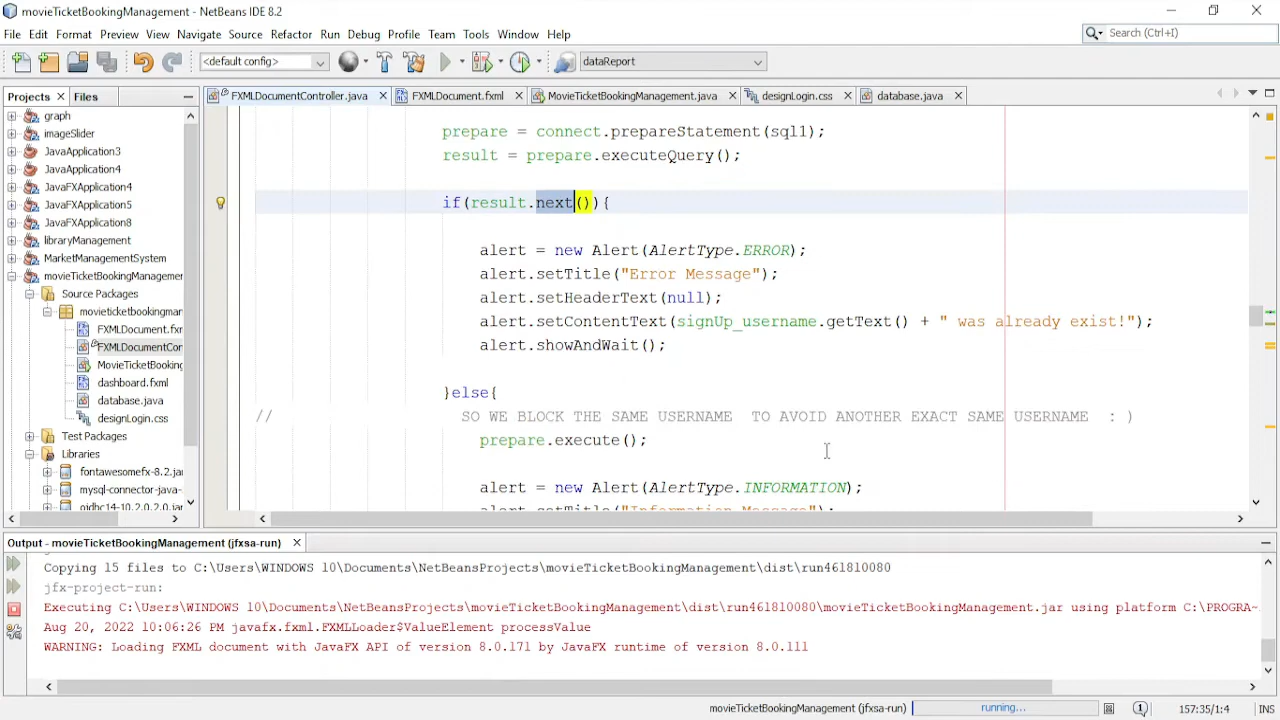 movieTicketBookingManagement - NetBeans IDE 8.2
File Edit Format Preview View Navigate Source Refactor Run Debug Profile Team Tools Window Help
Search (Ctrl+I)
<default config>
dataReport
Projects Files
FXMLDocumentController.java FXMLDocument.fxml MovieTicketBookingManagement.java designLogin.css database.java
graph
imageSlider
JavaApplication3
JavaApplication4
JavaFXApplication4
JavaFXApplication5
JavaFXApplication8
libraryManagement
MarketManagementSystem
movieTicketBookingManagemen
Source Packages
movieticketbookingman
FXMLDocument.fxm
FXMLDocumentCon
MovieTicketBooking
dashboard.fxml
database.java
designLogin.css
Test Packages
Libraries
fontawesomefx-8.2.jar
mysql-connector-java-
ojdbc14-10.2.0.2.0.jar
prepare = connect.prepareStatement(sql1);
result = prepare.executeQuery();
if(result.next()){
alert = new Alert(AlertType.ERROR);
alert.setTitle("Error Message");
alert.setHeaderText(null);
alert.setContentText(signUp_username.getText() + " was already exist!");
alert.showAndWait();
}else{
// SO WE BLOCK THE SAME USERNAME  TO AVOID ANOTHER EXACT SAME USERNAME  : )
prepare.execute();
alert = new Alert(AlertType.INFORMATION);
alert.setTitle("Information Message");
Output - movieTicketBookingManagement (jfxsa-run)
Copying 15 files to C:\Users\WINDOWS 10\Documents\NetBeansProjects\movieTicketBookingManagement\dist\run461810080
jfx-project-run:
Executing C:\Users\WINDOWS 10\Documents\NetBeansProjects\movieTicketBookingManagement\dist\run461810080\movieTicketBookingManagement.jar using platform C:\PROGRA~
Aug 20, 2022 10:06:26 PM javafx.fxml.FXMLLoader$ValueElement processValue
WARNING: Loading FXML document with JavaFX API of version 8.0.171 by JavaFX runtime of version 8.0.111
movieTicketBookingManagement (jfxsa-run) running... 157:35/1:4 INS